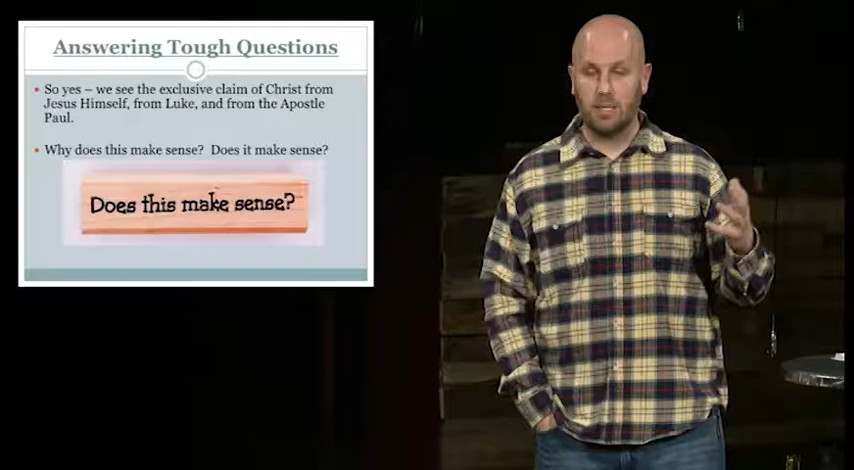 Answering Tough Questions
So yes – we see the exclusive claim of Christ from
Jesus Himself, from Luke, and from the Apostle
Paul.
Why does this make sense?  Does it make sense?
Does this make sense?